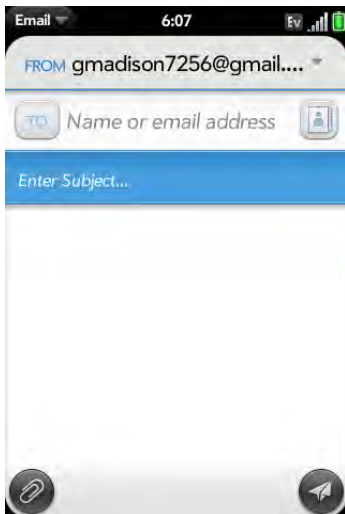 Email 6:07 Ev
FROM gmadison7256@gmail....
TO Name or email address
Enter Subject...